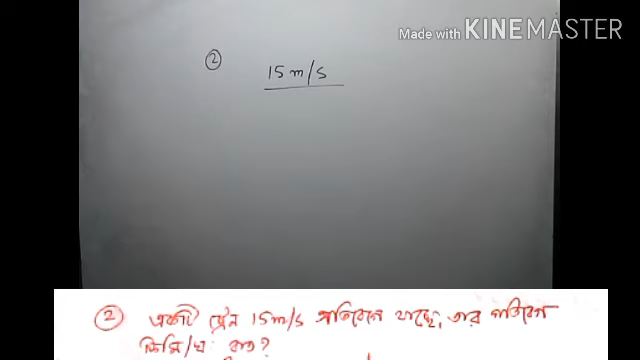 Made with KINEMASTER
② 15 m/s
② একটি ট্রেন 15m/s গতিবেগে যাচ্ছে, তার গতিবেগ
কিমি/ঘঃ কত?